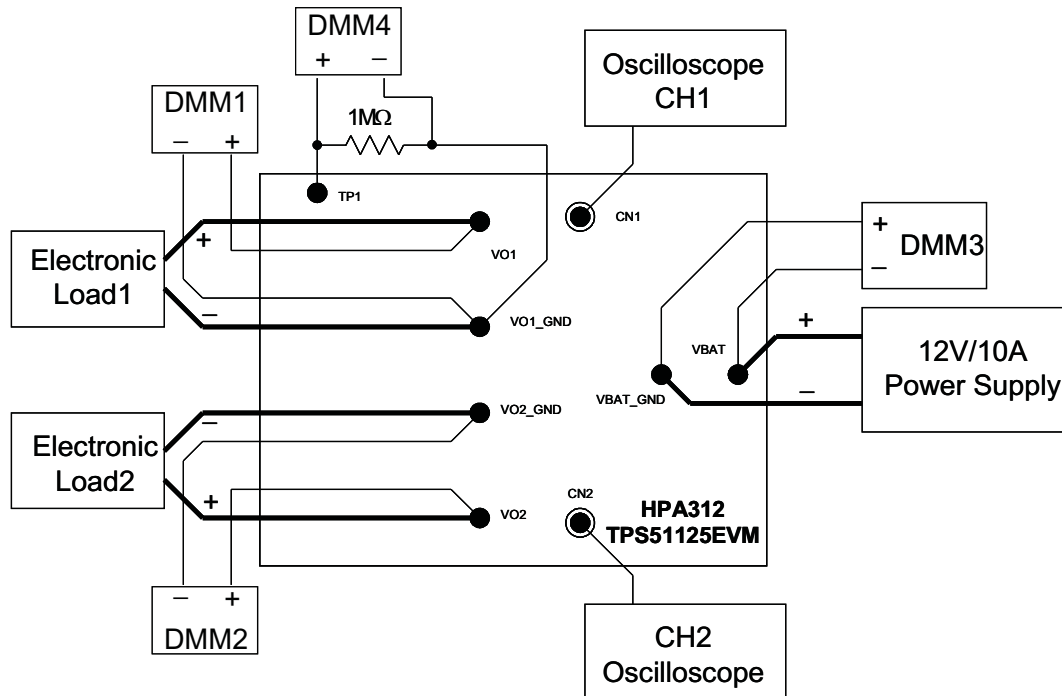 DMM4
+ −
1MΩ
DMM1
− +
Oscilloscope
CH1
TP1
CN1
+
VO1
Electronic
Load1
−
VO1_GND
+
DMM3
−
VBAT
+
VBAT_GND
−
12V/10A
Power Supply
VO2_GND
−
Electronic
Load2
+
VO2
CN2
HPA312
TPS51125EVM
− +
DMM2
CH2
Oscilloscope